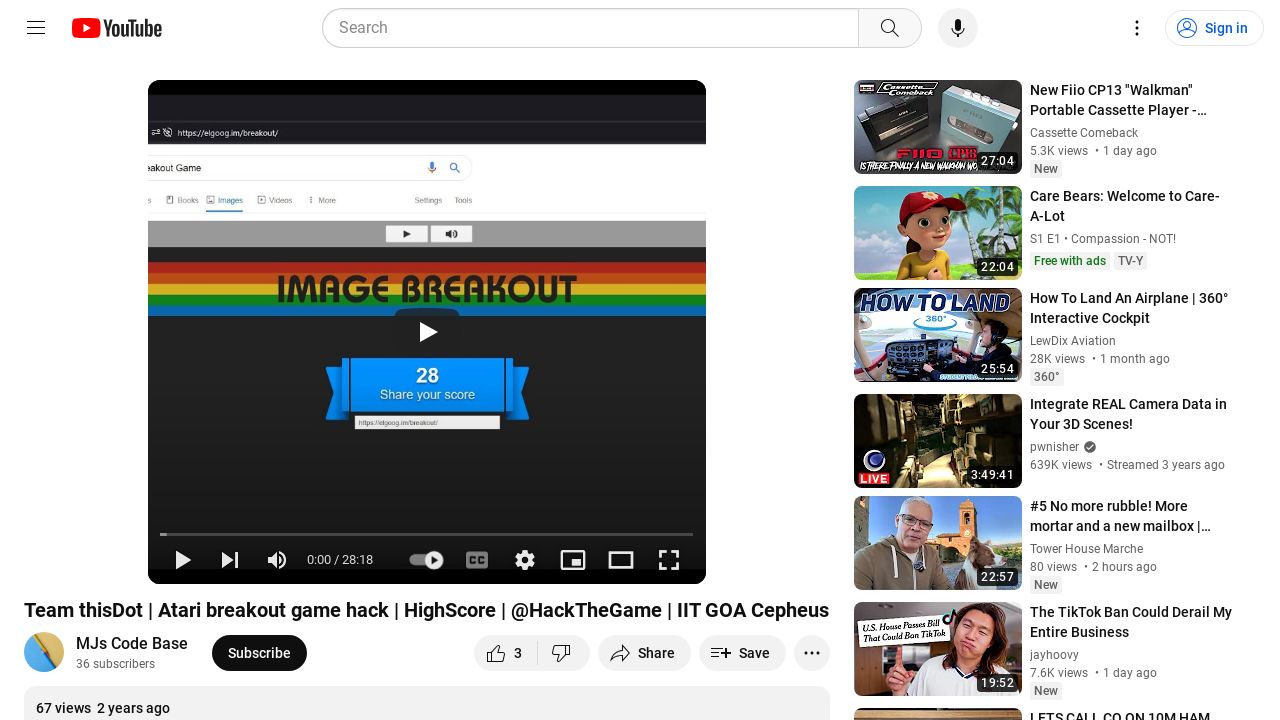 YouTube
Search
Sign in
https://elgoog.im/breakout/
eakout Game
s
Books
Images
Videos
More
Settings
Tools
IMAGE BREAKOUT
28
Share your score
https://elgoog.im/breakout/
0:00 / 28:18
CC
Team thisDot | Atari breakout game hack | HighScore | @HackTheGame | IIT GOA Cepheus
MJs Code Base
36 subscribers
Subscribe
3
Share
Save
67 views 2 years ago
Cassette Comeback
FiiO CP13
IS THERE FINALLY A NEW WALKMAN
27:04
New Fiio CP13 "Walkman"
Portable Cassette Player -...
Cassette Comeback
5.3K views • 1 day ago
New
22:04
Care Bears: Welcome to Care-
A-Lot
S1 E1 • Compassion - NOT!
Free with ads
TV-Y
HOW TO LAND
360°
25:54
How To Land An Airplane | 360°
Interactive Cockpit
LewDix Aviation
28K views • 1 month ago
360°
LIVE
3:49:41
Integrate REAL Camera Data in
Your 3D Scenes!
pwnisher
639K views • Streamed 3 years ago
22:57
#5 No more rubble! More
mortar and a new mailbox |...
Tower House Marche
80 views • 2 hours ago
New
U.S. House Passes Bill
That Could Ban TikTok
19:52
The TikTok Ban Could Derail My
Entire Business
jayhoovy
7.6K views • 1 day ago
New
LETS CALL CQ ON 10M HAM